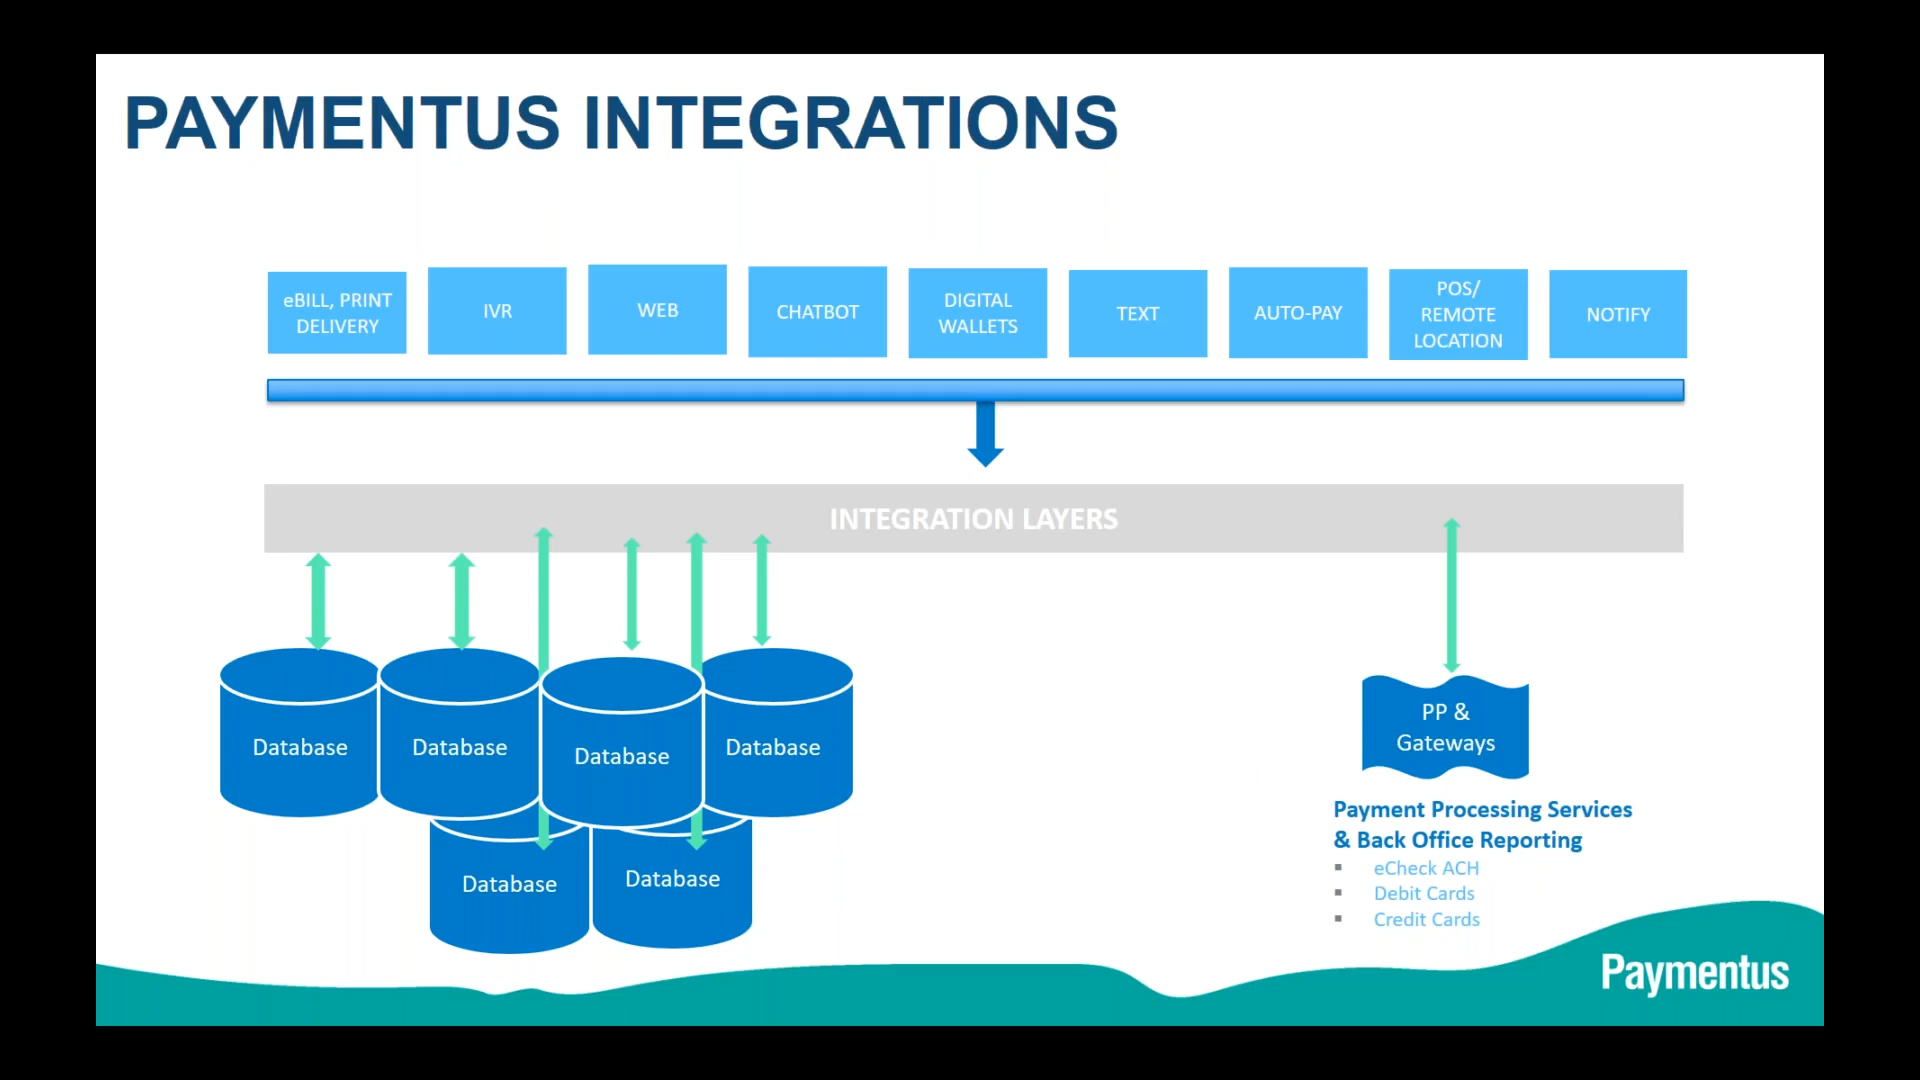 PAYMENTUS INTEGRATIONS
eBILL, PRINT
DELIVERY
IVR
WEB
CHATBOT
DIGITAL
WALLETS
TEXT
AUTO-PAY
POS/
REMOTE
LOCATION
NOTIFY
INTEGRATION LAYERS
Database
Database
Database
Database
Database
Database
PP &
Gateways
Payment Processing Services
& Back Office Reporting
▪ eCheck ACH
▪ Debit Cards
▪ Credit Cards
Paymentus